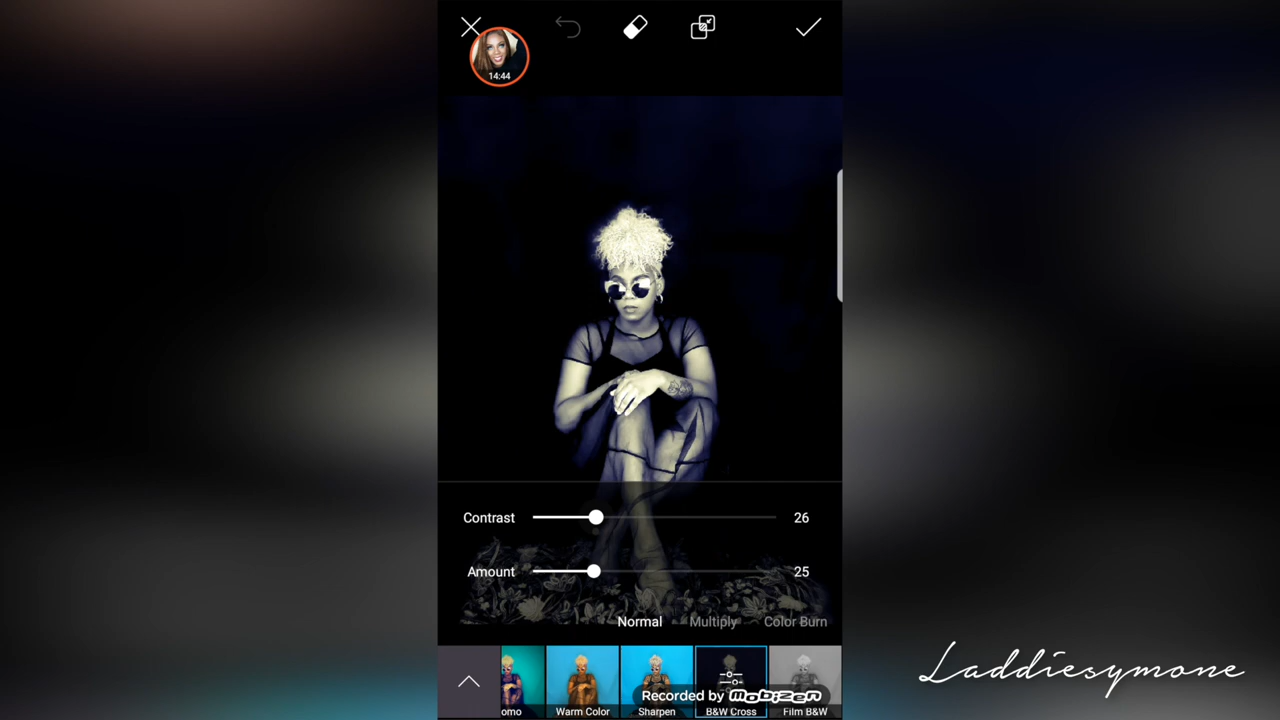 14:44
Contrast 26
Amount 25
Normal Multiply Color Burn
Recorded by mobizen
omo Warm Color Sharpen B&W Cross Film B&W
Laddiesymone